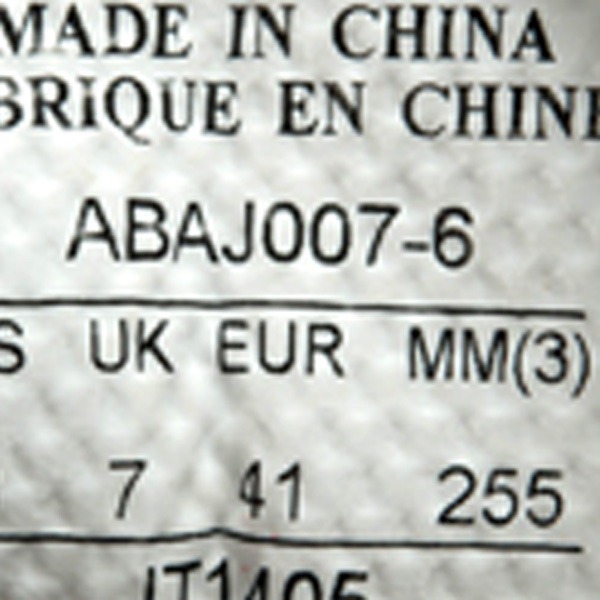 MADE IN CHINA
BRIQUE EN CHINE
ABAJ007-6
S UK EUR MM(3)
7 41 255